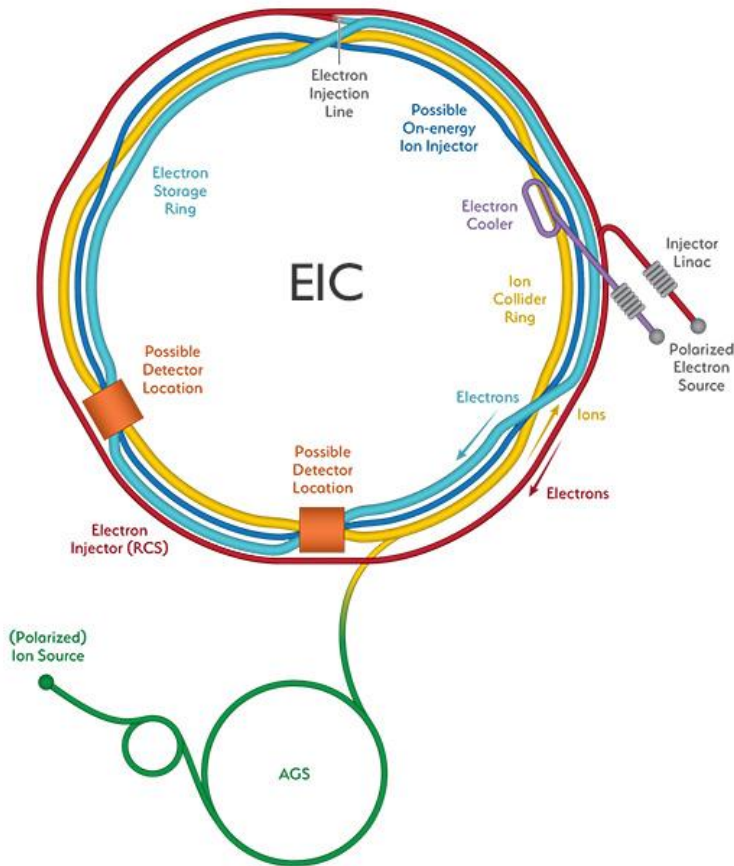 Electron
Injection
Line
Possible
On-energy
Ion Injector
Electron
Storage
Ring
Electron
Cooler
Injector
Linac
EIC
Ion
Collider
Ring
Polarized
Electron
Source
Possible
Detector
Location
Electrons
Ions
Possible
Detector
Location
Electrons
Electron
Injector (RCS)
(Polarized)
Ion Source
AGS